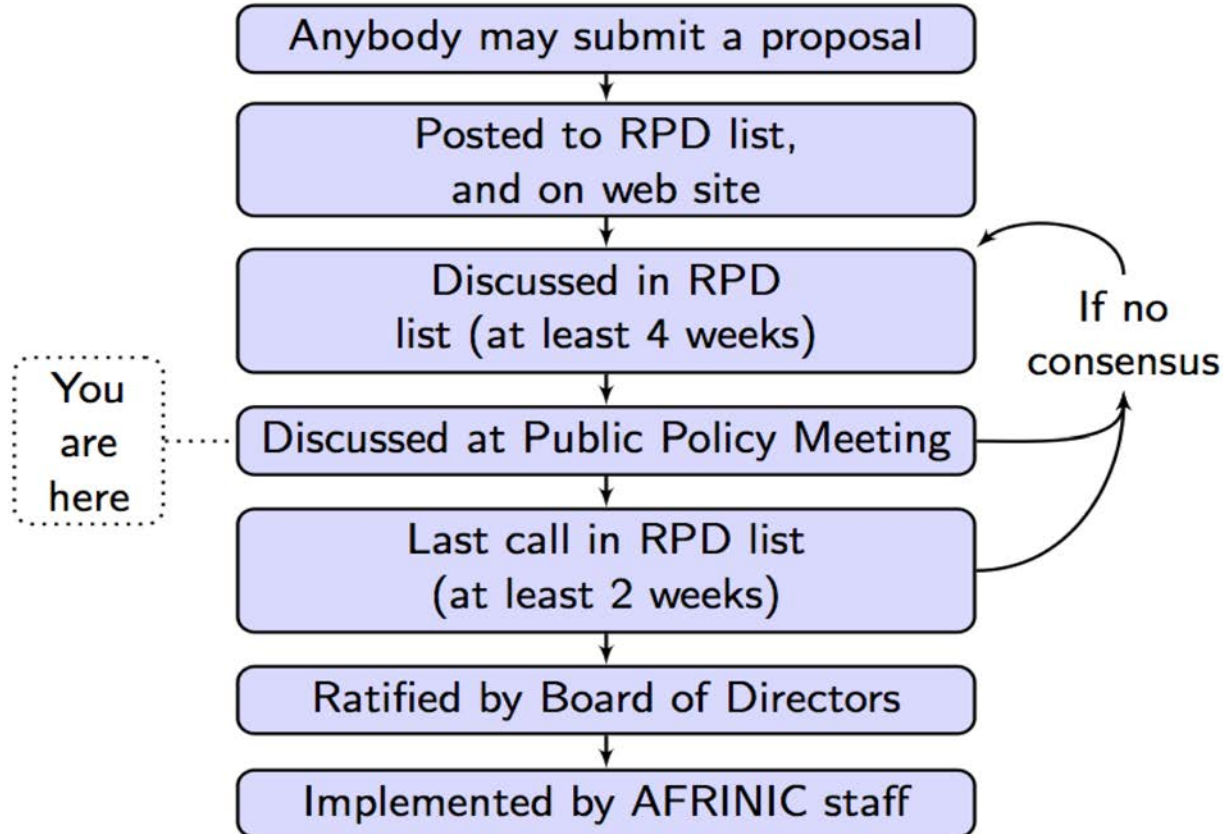 Anybody may submit a proposal
Posted to RPD list,
and on web site
Discussed in RPD
list (at least 4 weeks)
If no
consensus
You
are
here
Discussed at Public Policy Meeting
Last call in RPD list
(at least 2 weeks)
Ratified by Board of Directors
Implemented by AFRINIC staff